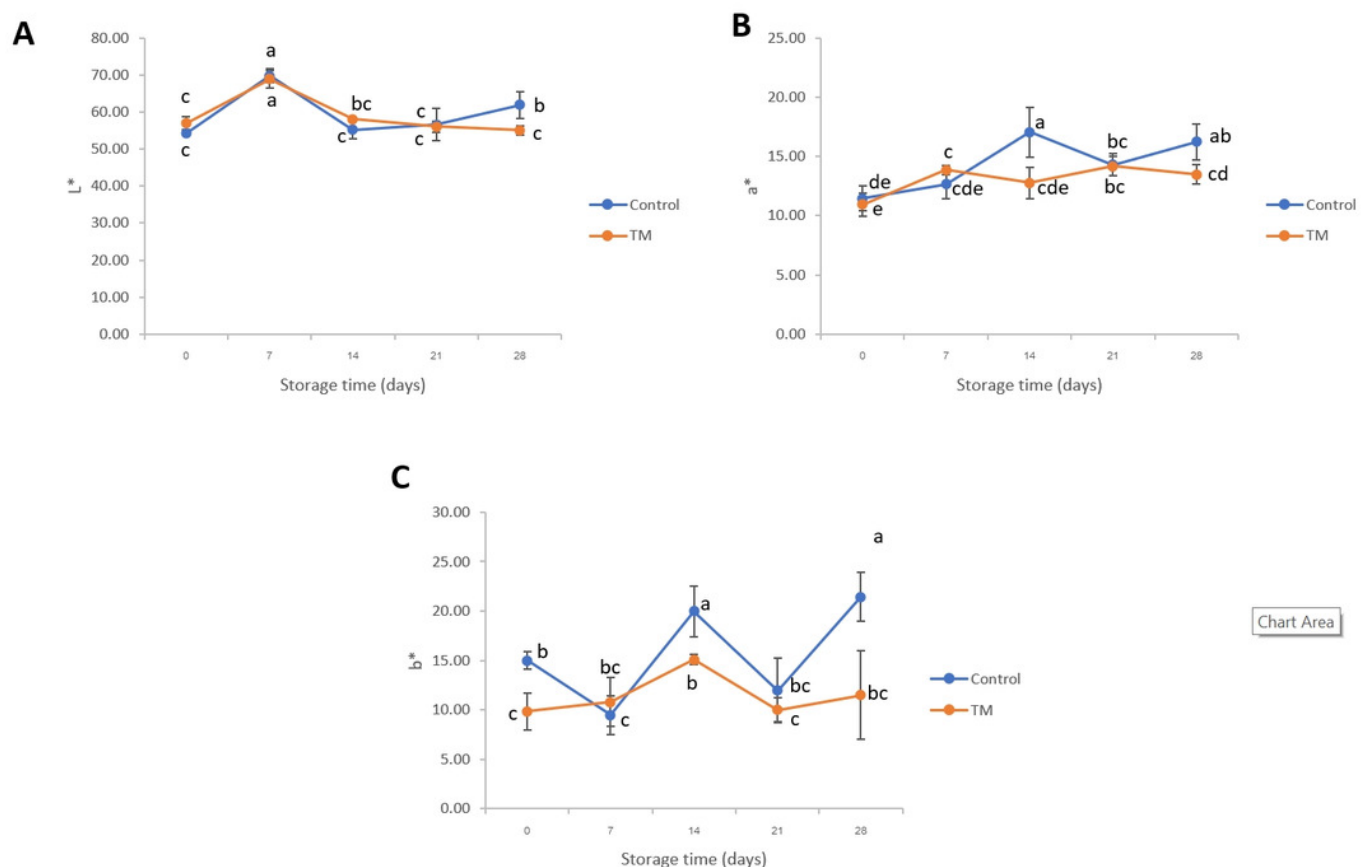 A
80.00
70.00
60.00
50.00
40.00
30.00
20.00
10.00
0.00
L*
c
c
a
a
bc
c
c
c
b
c
0
7
14
21
28
Storage time (days)
Control
TM
B
25.00
20.00
15.00
10.00
5.00
0.00
a*
de
e
c
cde
a
cde
bc
bc
ab
cd
0
7
14
21
28
Storage time (days)
Control
TM
C
30.00
25.00
20.00
15.00
10.00
5.00
0.00
b*
b
c
bc
c
a
b
bc
c
a
bc
0
7
14
21
28
Storage time (days)
Control
TM
Chart Area